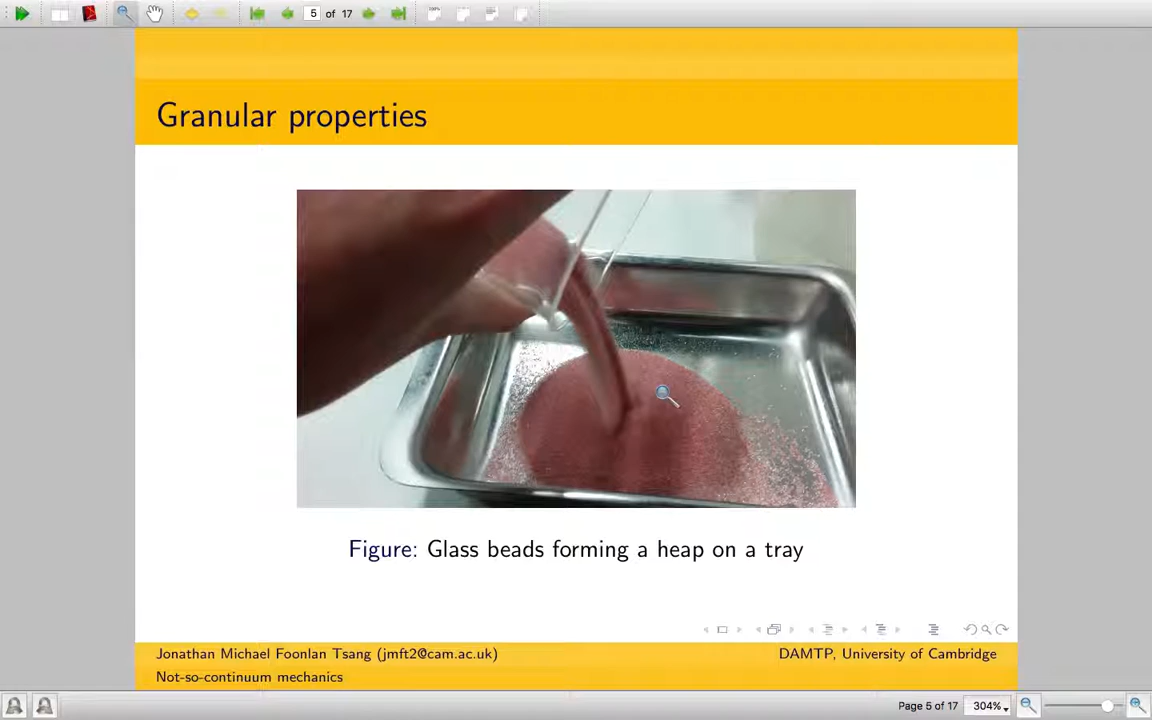 5 of 17
Granular properties
Figure: Glass beads forming a heap on a tray
Jonathan Michael Foonlan Tsang (jmft2@cam.ac.uk)
DAMTP, University of Cambridge
Not-so-continuum mechanics
Page 5 of 17
304%